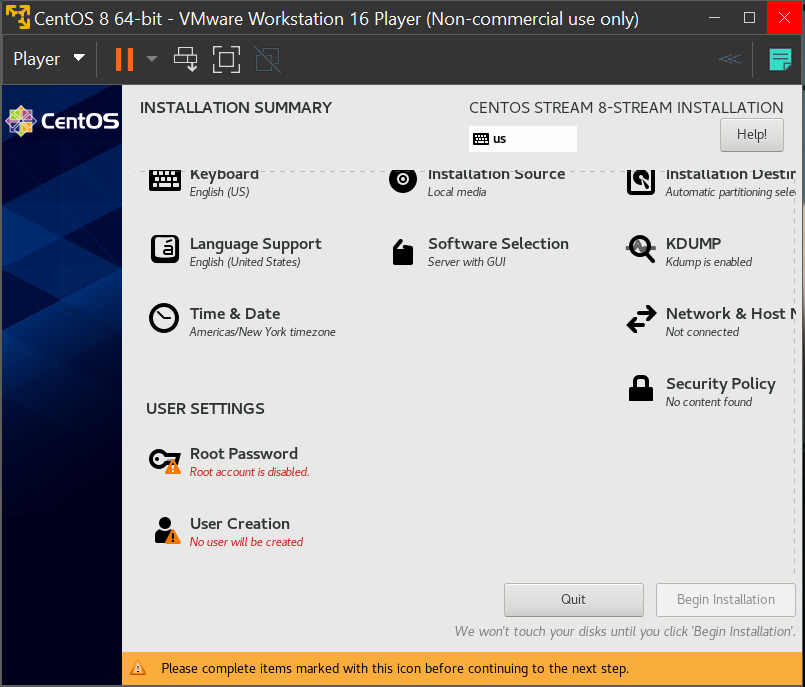 CentOS 8 64-bit - VMware Workstation 16 Player (Non-commercial use only)
Player
CentOS
INSTALLATION SUMMARY
CENTOS STREAM 8-STREAM INSTALLATION
us
Help!
Keyboard
English (US)
Installation Source
Local media
Installation Destin
Automatic partitioning sele
Language Support
English (United States)
Software Selection
Server with GUI
KDUMP
Kdump is enabled
Time & Date
Americas/New York timezone
Network & Host N
Not connected
Security Policy
No content found
USER SETTINGS
Root Password
Root account is disabled.
User Creation
No user will be created
Quit
Begin Installation
We won't touch your disks until you click 'Begin Installation'.
Please complete items marked with this icon before continuing to the next step.